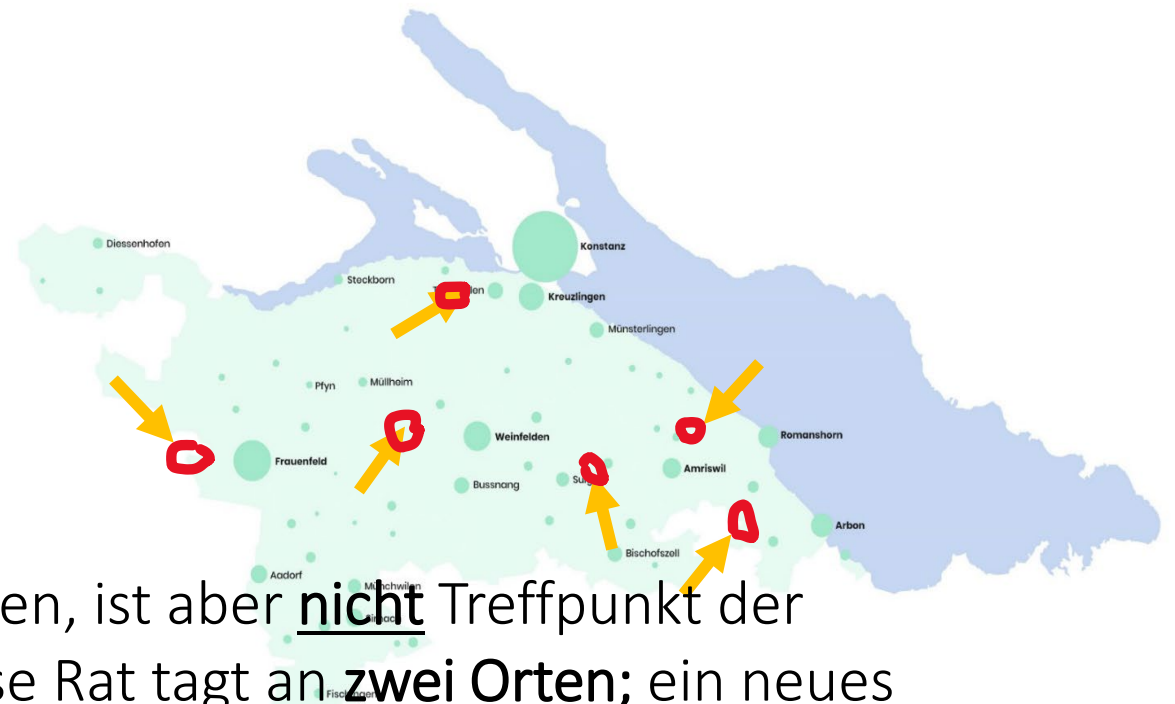 Konstanz
Diessenhofen
Steckborn
Kreuzlingen
Münsterlingen
Pfyn
Müllheim
Romanshorn
Weinfelden
Frauenfeld
Amriswil
Bussnang
Arbon
Bischofszell
Aadorf
Münchwilen
en, ist aber nicht Treffpunkt der
se Rat tagt an zwei Orten; ein neues